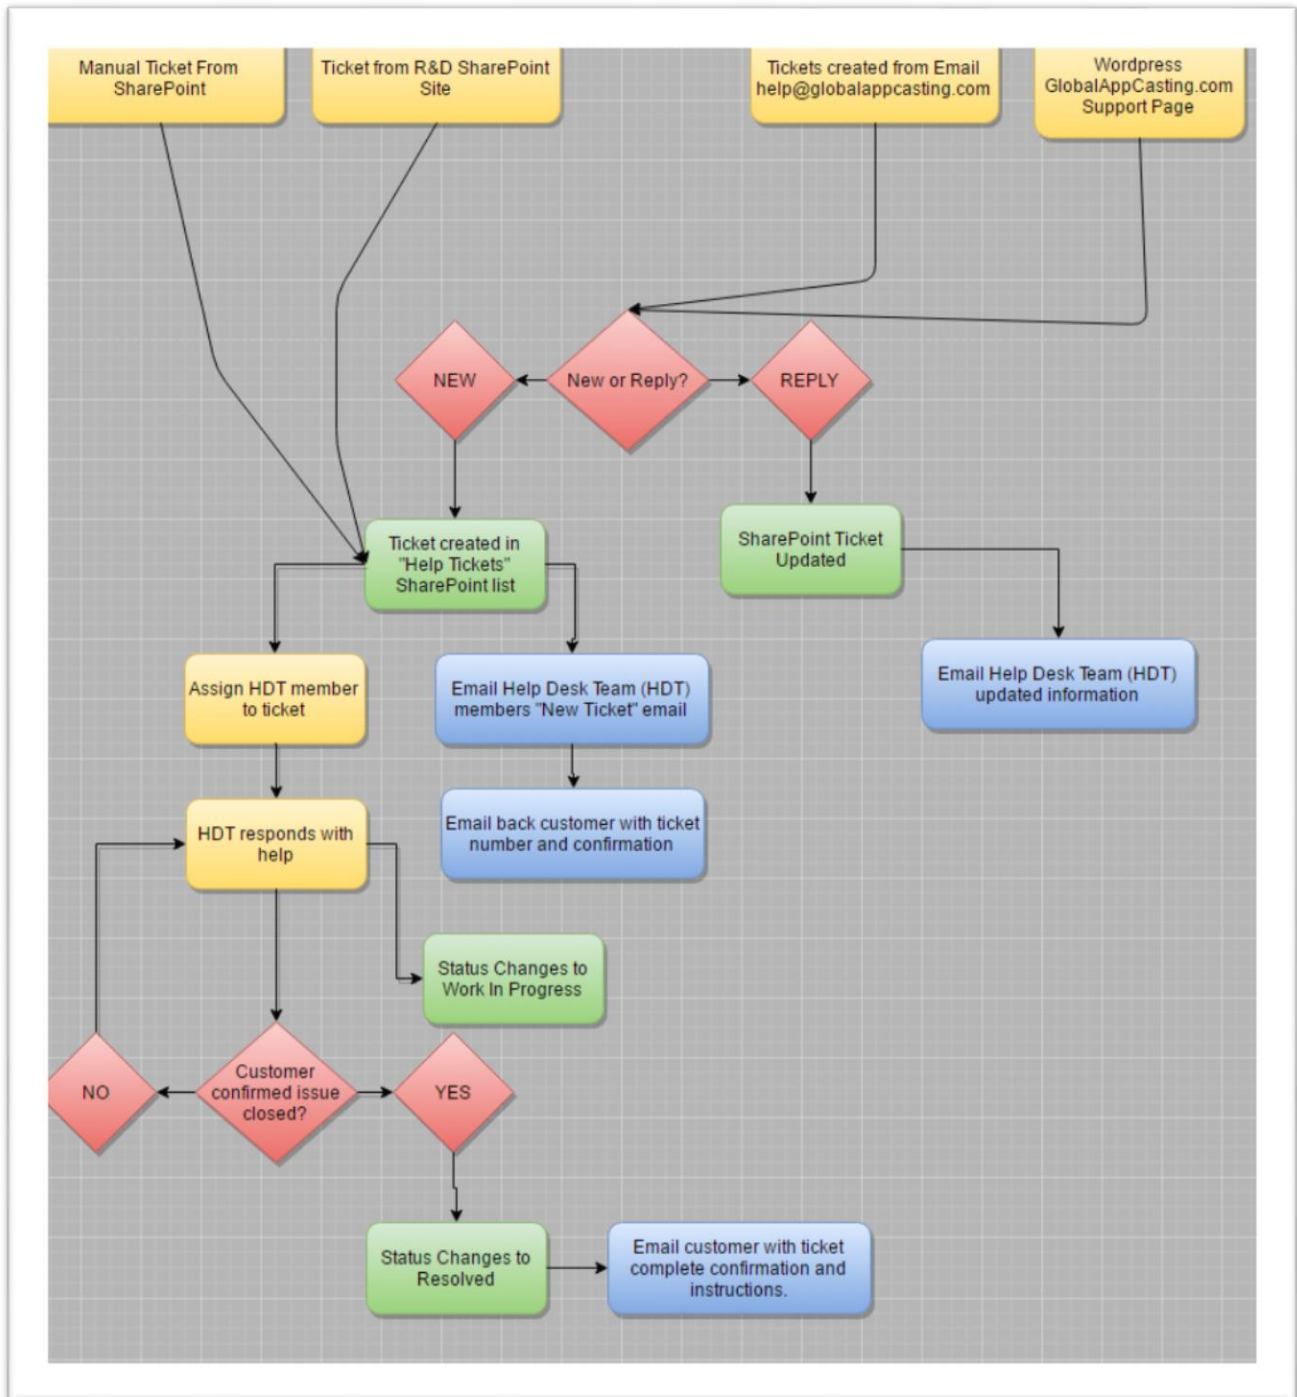 Manual Ticket From
SharePoint
Ticket from R&D SharePoint
Site
Tickets created from Email
help@globalappcasting.com
Wordpress
GlobalAppCasting.com
Support Page
NEW
New or Reply?
REPLY
Ticket created in
"Help Tickets"
SharePoint list
SharePoint Ticket
Updated
Assign HDT member
to ticket
Email Help Desk Team (HDT)
members "New Ticket" email
Email Help Desk Team (HDT)
updated information
HDT responds with
help
Email back customer with ticket
number and confirmation
Status Changes to
Work In Progress
NO
Customer
confirmed issue
closed?
YES
Status Changes to
Resolved
Email customer with ticket
complete confirmation and
instructions.